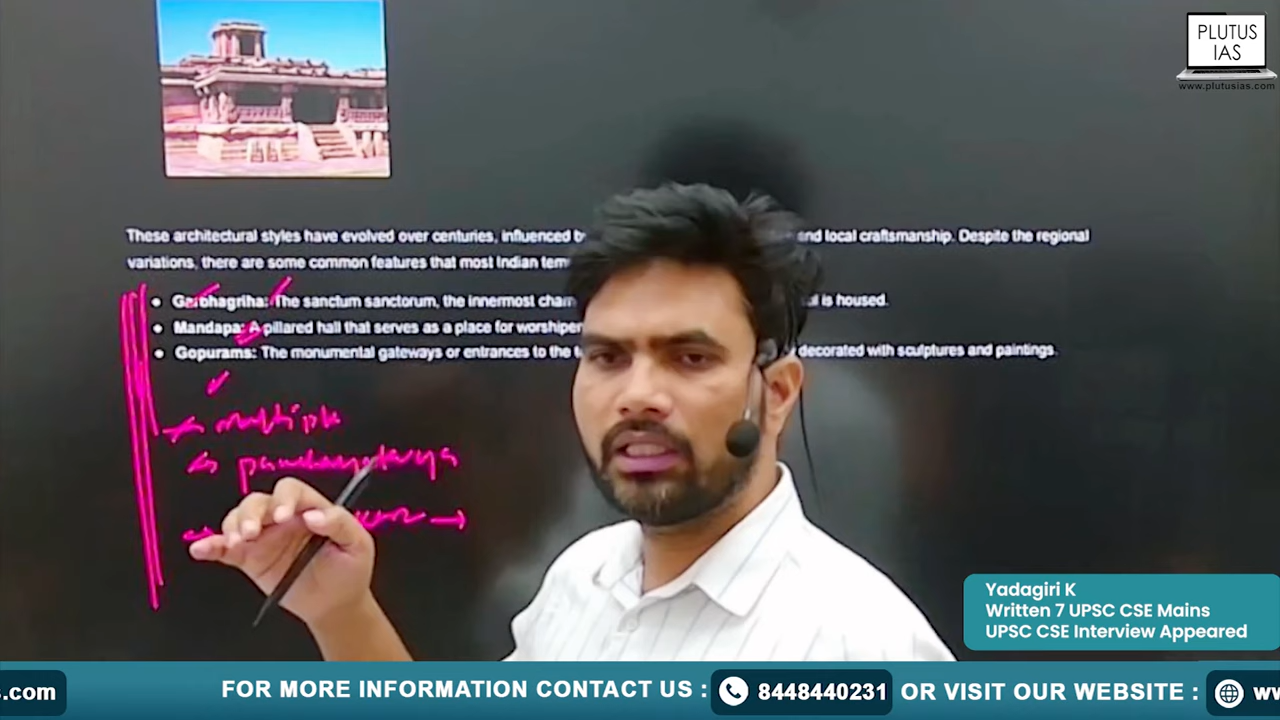 PLUTUS
IAS
www.plutusias.com
These architectural styles have evolved over centuries, influenced and local craftsmanship. Despite the regional
variations, there are some common features that most Indian
Garbhagriha: The sanctum sanctorum, the innermost is housed.
Mandapa: A pillared hall that serves as a place for
Gopurams: The monumental gateways or entrances to the decorated with sculptures and paintings.
multiple
Yadagiri K
Written 7 UPSC CSE Mains
UPSC CSE Interview Appeared
s.com FOR MORE INFORMATION CONTACT US : 8448440231 OR VISIT OUR WEBSITE : ww